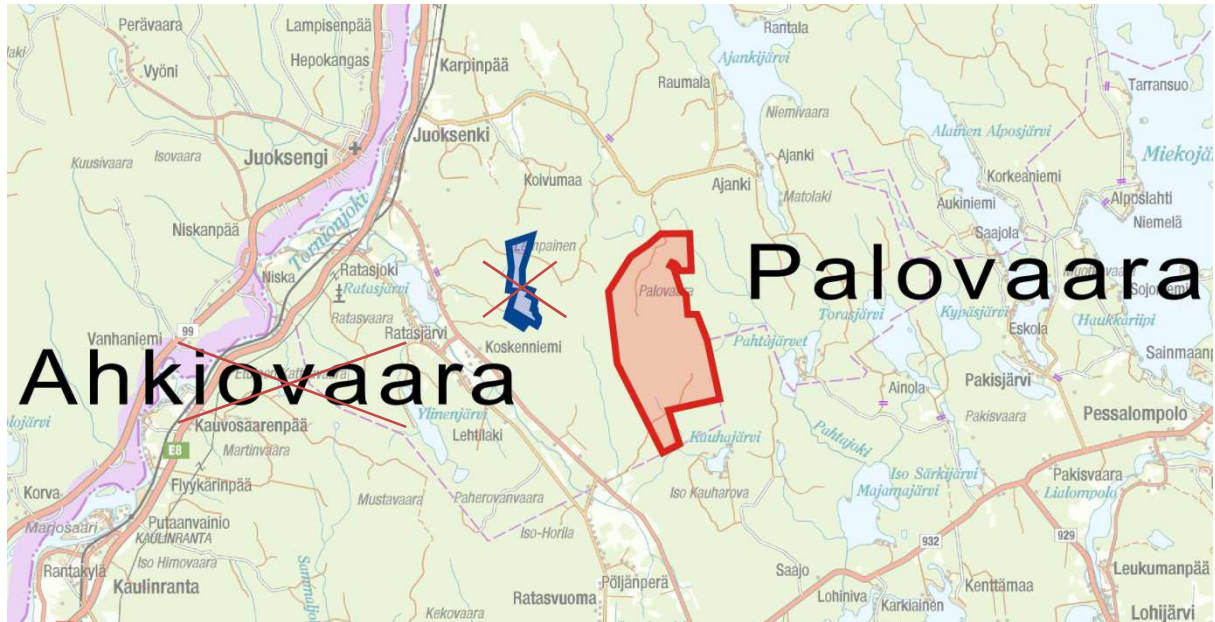 Perävaara
Lampisenpää
Rantala
Hepokangas
Karpinpää
Ajankijärvi
Vyöni
Raumala
Tarransuo
Niemivaara
Juoksenki
Alainen Alposjärvi
Kuusivaara
Isovaara
Juoksengi
Ajanki
Koivumaa
Ajanki
Korkeaniemi
Matolaki
Aukiniemi
Alposlahti
Niemelä
Niskanpää
Tornionjoki
Saajola
Niska
Ratasjoki
Ratasjärvi
Palovaara
Palovaara
Ratasvaara
Torasjärvi
Kypäsjärvi
Haukkariipi
Vanhaniemi
99
Ratasjärvi
Koskenniemi
Pahtajärvet
Eskola
Ahkiovaara
Ainola
Pakisjärvi
Ylinenjärvi
Kauvosaarenpää
Lehtilaki
Kauhajärvi
Pahtajoki
Pakisvaara
Pessalompolo
E8
Martinvaara
Flyykärinpää
Iso Särkijärvi
Pakisvaara
Korva
Mustavaara
Paherovanvaara
Iso Kauharova
Majamajärvi
Lialompolo
Marjosaari
Putaanvainio
KAULINRANTA
Iso-Horila
932
929
Rantakylä
Iso Himovaara
Kaulinranta
Pöljänperä
Saajo
Kenttämaa
Leukumanpää
Ratasvuoma
Lohiniva
Karkiainen
Kekovaara
Lohijärvi